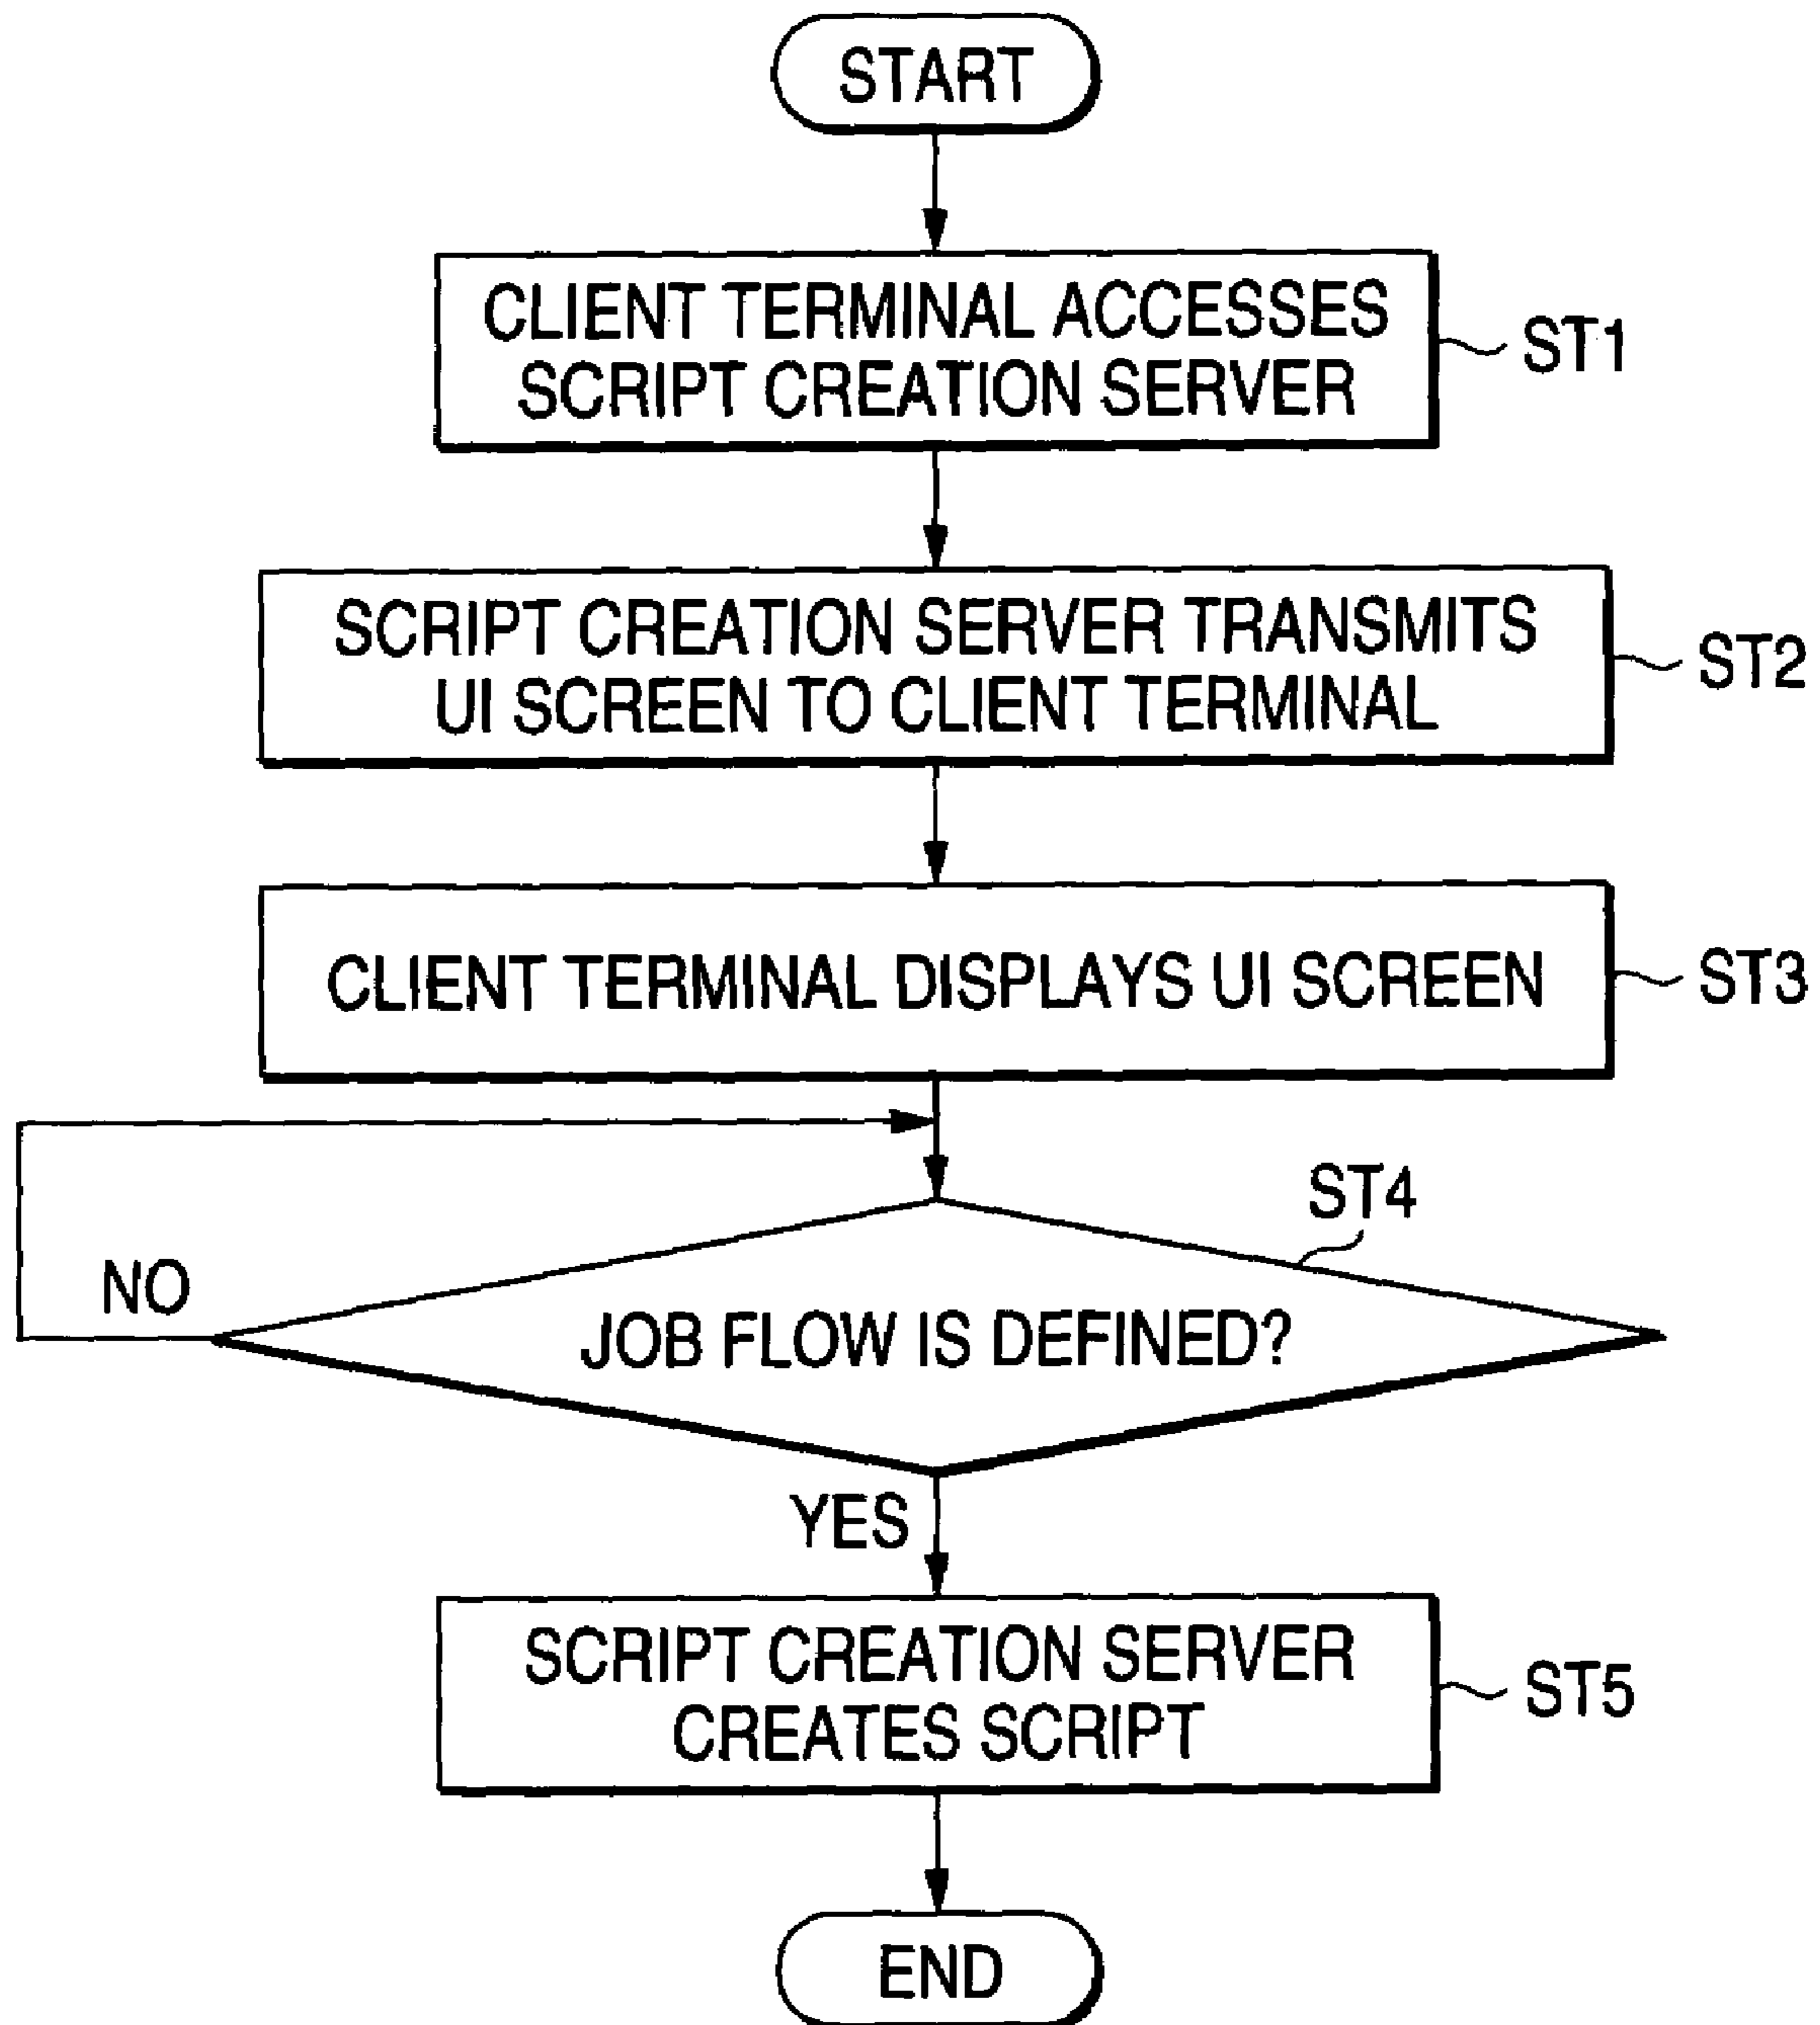 START
CLIENT TERMINAL ACCESSES
SCRIPT CREATION SERVER
ST1
SCRIPT CREATION SERVER TRANSMITS
UI SCREEN TO CLIENT TERMINAL
ST2
CLIENT TERMINAL DISPLAYS UI SCREEN
ST3
ST4
NO
JOB FLOW IS DEFINED?
YES
SCRIPT CREATION SERVER
CREATES SCRIPT
ST5
END